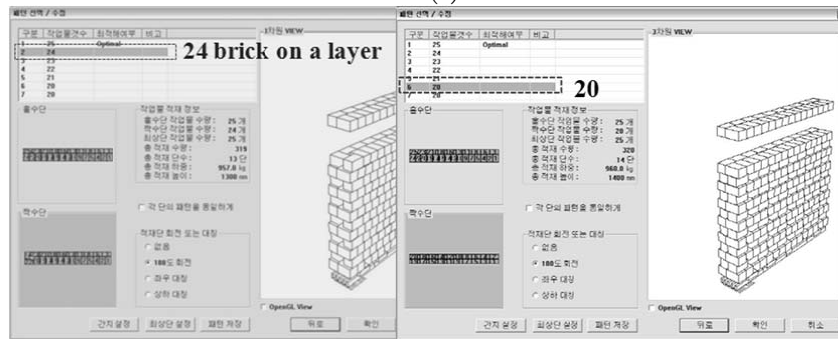 패턴 선택 / 수정
구분 작업물갯수 최적해여부 비고
1 25 Optimal
2 24
3 23
4 22
5 21
6 20
7 20
24 brick on a layer
3차원 VIEW
홀수단
작업물 적재 정보
홀수단 작업물 수량: 25 개
짝수단 작업물 수량: 24 개
최상단 작업물 수량: 25 개
총 적재 수량: 319
총 적재 단수: 13 단
총 적재 하중: 957.0 kg
총 적재 높이: 1300 mm
각 단의 패턴을 동일하게
짝수단
적재단 회전 또는 대칭
없음
180도 회전
좌우 대칭
상하 대칭
OpenGL View
간지 설정 최상단 설정 패턴 저장 뒤로 확인
패턴 선택 / 수정
구분 작업물갯수 최적해여부 비고
1 25 Optimal
2 24
3 23
4 22
5 21
6 20
7 20
20
3차원 VIEW
홀수단
작업물 적재 정보
홀수단 작업물 수량: 25 개
짝수단 작업물 수량: 20 개
최상단 작업물 수량: 25 개
총 적재 수량: 320
총 적재 단수: 14 단
총 적재 하중: 960.0 kg
총 적재 높이: 1400 mm
각 단의 패턴을 동일하게
짝수단
적재단 회전 또는 대칭
없음
180도 회전
좌우 대칭
상하 대칭
OpenGL View
간지 설정 최상단 설정 패턴 저장 뒤로 확인 취소